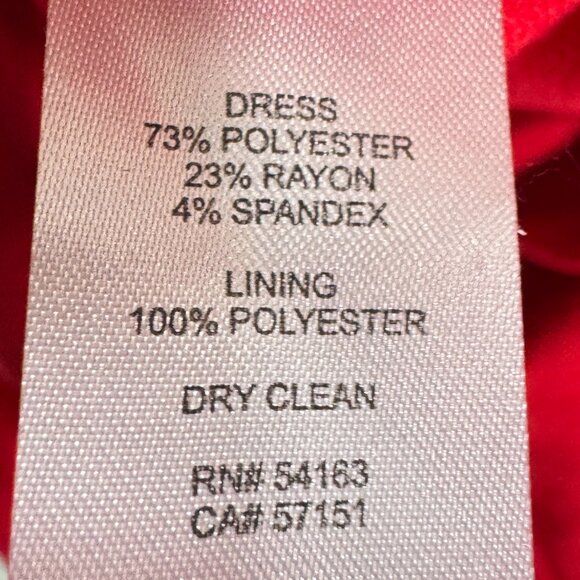 DRESS
73% POLYESTER
23% RAYON
4% SPANDEX
LINING
100% POLYESTER
DRY CLEAN
RN# 54163
CA# 57151